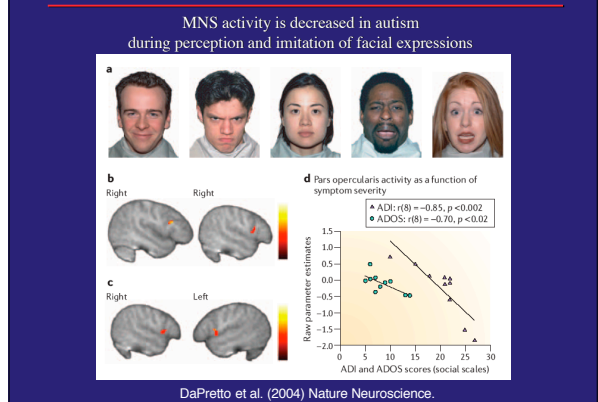 MNS activity is decreased in autism
during perception and imitation of facial expressions
a
b
Right
Right
c
Right
Left
d Pars opercularis activity as a function of
symptom severity
ADI: r(8) = –0.85, p <0.002
ADOS: r(8) = –0.70, p <0.02
Raw parameter estimates
1.5
1.0
0.5
0.0
–0.5
–1.0
–1.5
–2.0
0 5 10 15 20 25 30
ADI and ADOS scores (social scales)
DaPretto et al. (2004) Nature Neuroscience.